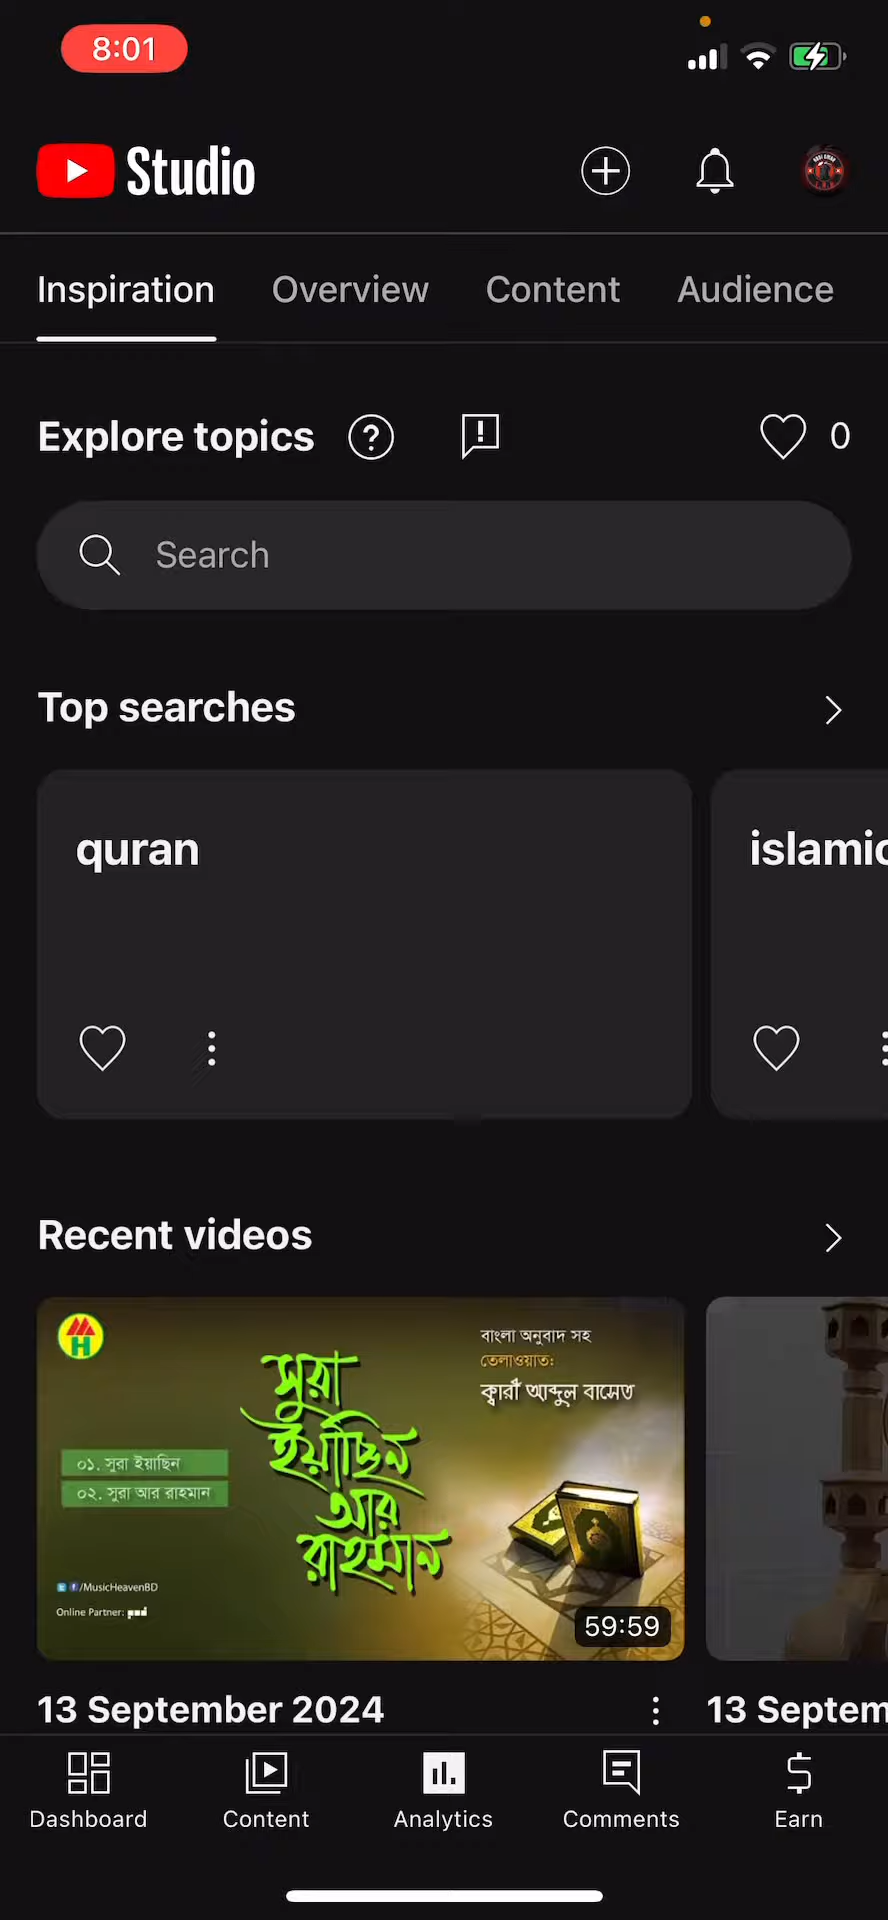 8:01
Studio
Inspiration Overview Content Audience
Explore topics 0
Search
Top searches
quran
islamic
Recent videos
বাংলা অনুবাদ সহ
তেলাওয়াত:
ক্বারী আব্দুল বাসেত
সুরা
ইয়াছিন
আর
রাহমান
০১. সুরা ইয়াছিন
০২. সুরা আর রাহমান
/MusicHeavenBD
Online Partner:
59:59
13 September 2024
13 Septem
Dashboard Content Analytics Comments Earn